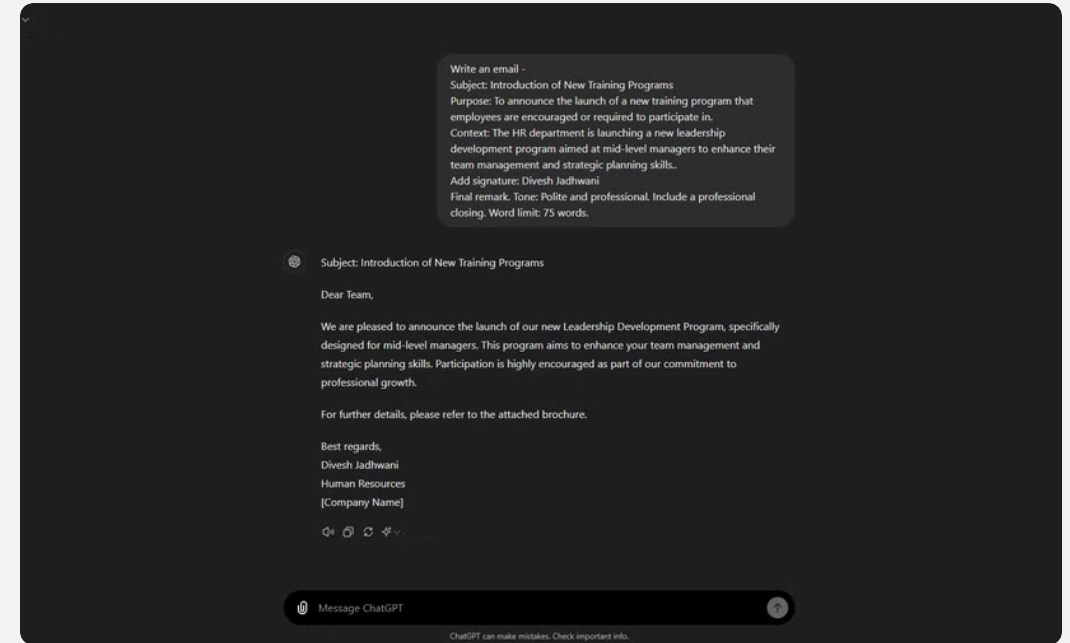 Write an email -
Subject: Introduction of New Training Programs
Purpose: To announce the launch of a new training program that
employees are encouraged or required to participate in.
Context: The HR department is launching a new leadership
development program aimed at mid-level managers to enhance their
team management and strategic planning skills..
Add signature: Divesh Jadhwani
Final remark. Tone: Polite and professional. Include a professional
closing. Word limit: 75 words.
Subject: Introduction of New Training Programs
Dear Team,
We are pleased to announce the launch of our new Leadership Development Program, specifically
designed for mid-level managers. This program aims to enhance your team management and
strategic planning skills. Participation is highly encouraged as part of our commitment to
professional growth.
For further details, please refer to the attached brochure.
Best regards,
Divesh Jadhwani
Human Resources
[Company Name]
Message ChatGPT
ChatGPT can make mistakes. Check important info.